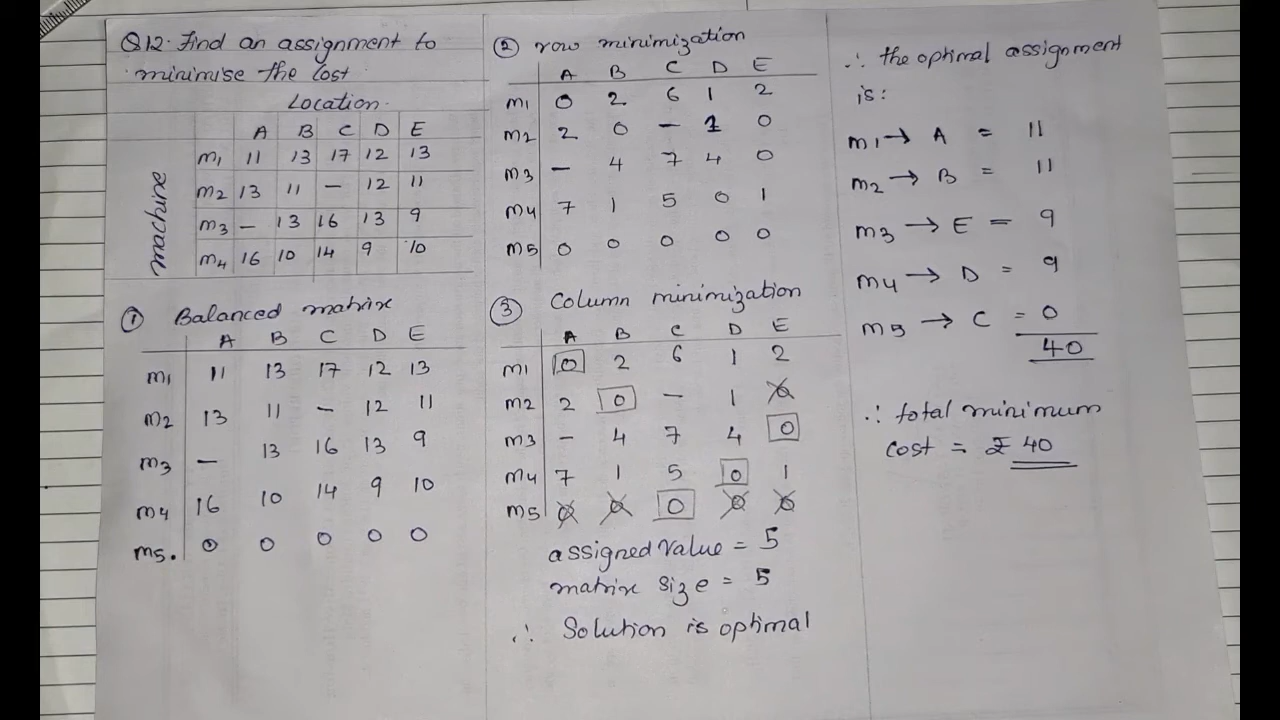 Q12. Find an assignment to
minimise the Cost.
Location.
A B C D E
machine
m1 11 13 17 12 13
m2 13 11 — 12 11
m3 — 13 16 13 9
m4 16 10 14 9 10
① Balanced matrix
A B C D E
m1 11 13 17 12 13
m2 13 11 — 12 11
m3 — 13 16 13 9
m4 16 10 14 9 10
m5. 0 0 0 0 0
② row minimization
A B C D E
m1 0 2 6 1 2
m2 2 0 — 1 0
m3 — 4 7 4 0
m4 7 1 5 0 1
m5 0 0 0 0 0
③ Column minimization
A B C D E
m1 0 2 6 1 2
m2 2 0 — 1 0
m3 — 4 7 4 0
m4 7 1 5 0 1
m5 0 0 0 0 0
assigned value = 5
matrix size = 5
∴ Solution is optimal
∴ the optimal assignment
is:
m1 → A = 11
m2 → B = 11
m3 → E = 9
m4 → D = 9
m5 → C = 0
40
∴ total minimum
cost = ₹ 40